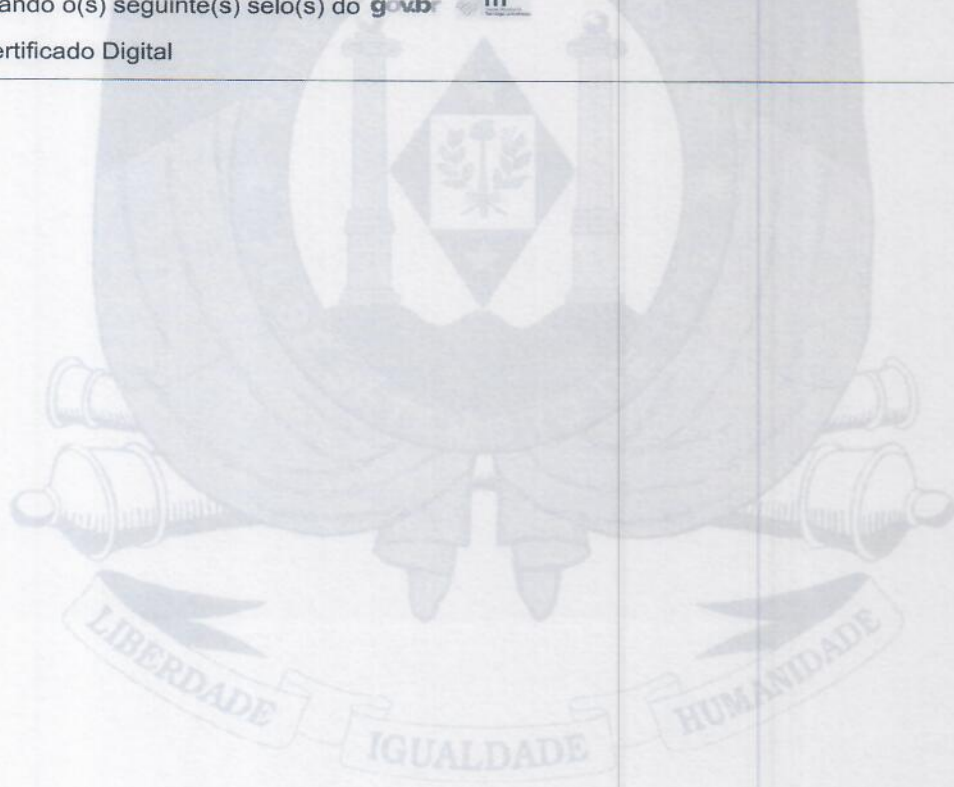 ando o(s) seguinte(s) selo(s) do gov.br
ertificado Digital
LIBERDADE
IGUALDADE
HUMANIDADE